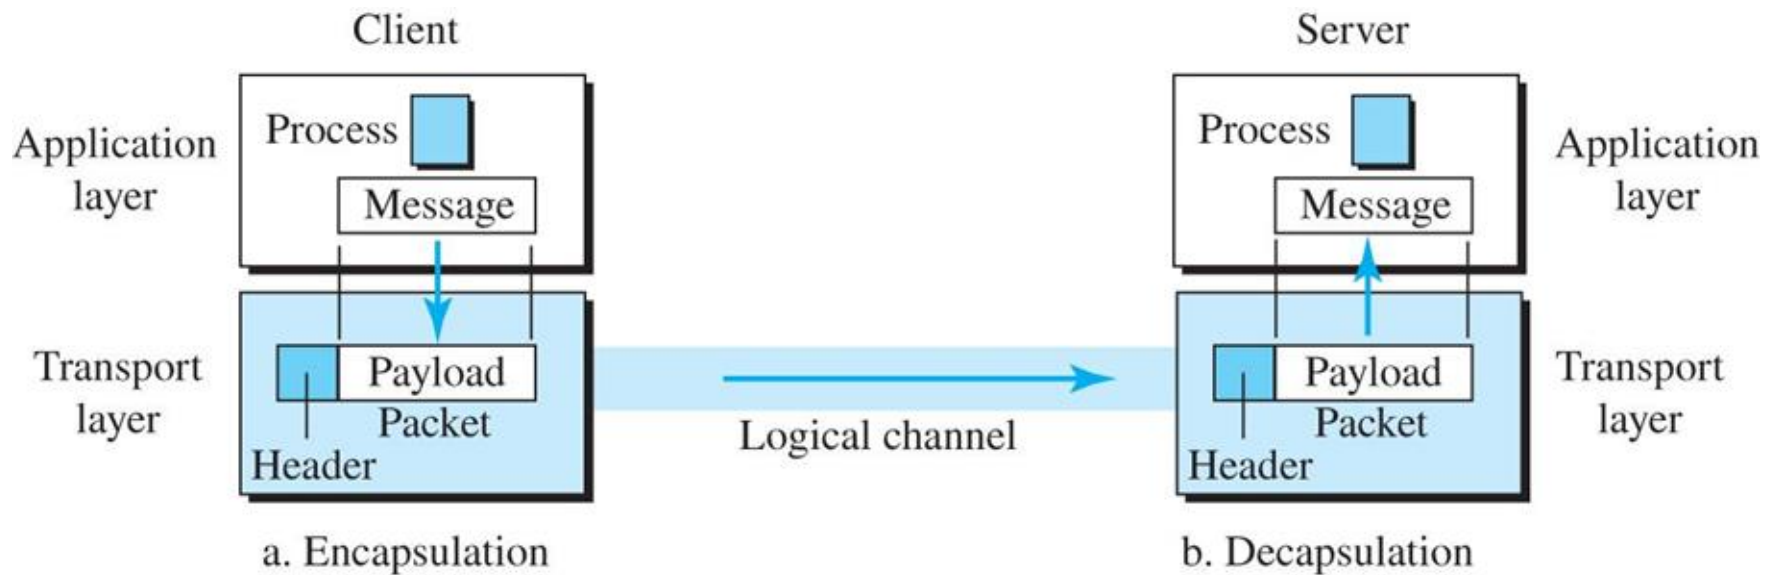 Client
Server
Application
layer
Process
Message
Process
Message
Application
layer
Transport
layer
Payload
Packet
Header
Logical channel
Payload
Packet
Header
Transport
layer
a. Encapsulation
b. Decapsulation